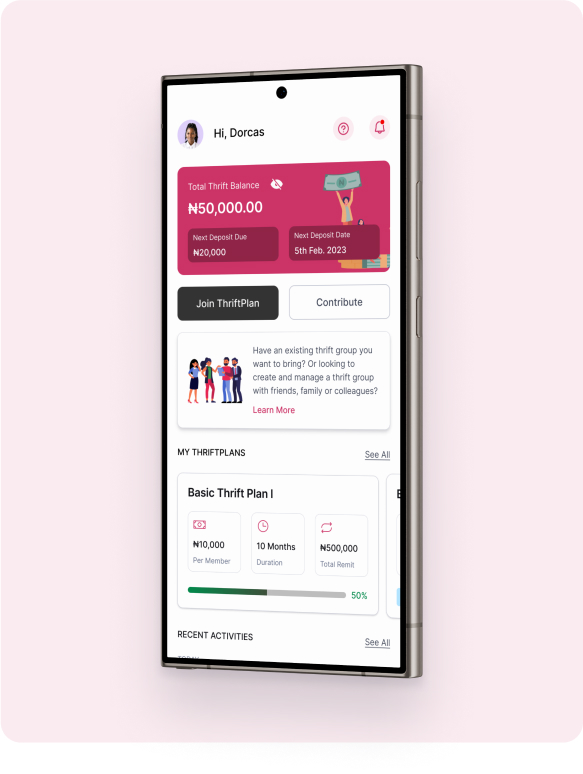 Hi, Dorcas
Total Thrift Balance
₦50,000.00
Next Deposit Due
₦20,000
Next Deposit Date
5th Feb. 2023
Join ThriftPlan
Contribute
Have an existing thrift group you
want to bring? Or looking to
create and manage a thrift group
with friends, family or colleagues?
Learn More
MY THRIFTPLANS
See All
Basic Thrift Plan I
₦10,000
Per Member
10 Months
Duration
₦500,000
Total Remit
50%
RECENT ACTIVITIES
See All